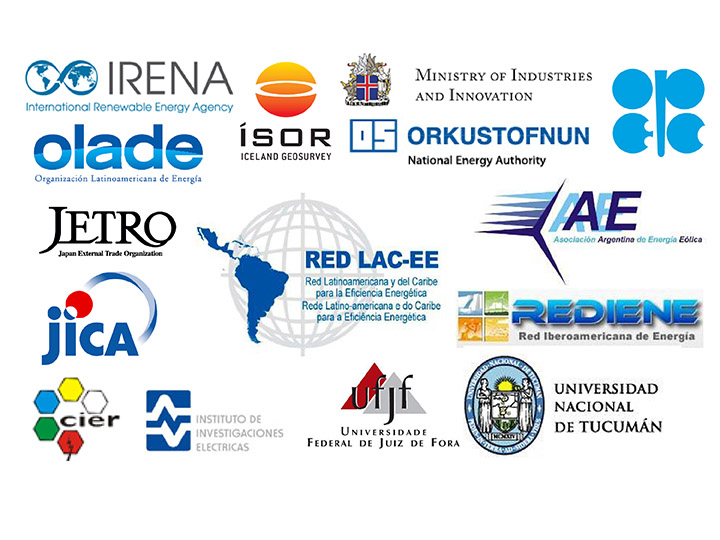 IRENA
International Renewable Energy Agency
ÍSOR
ICELAND GEOSURVEY
MINISTRY OF INDUSTRIES
AND INNOVATION
olade
Organización Latinoamericana de Energía
OS ORKUSTOFNUN
National Energy Authority
JETRO
Japan External Trade Organization
RED LAC-EE
Red Latinoamericana y del Caribe
para la Eficiencia Energética
Rede Latino-americana e do Caribe
para a Eficiência Energética
AAEE
Asociación Argentina de Energía Eólica
jICA
REDIENE
Red Iberoamericana de Energía
cier
INSTITUTO DE
INVESTIGACIONES
ELECTRICAS
ufjf
UNIVERSIDADE
FEDERAL DE JUIZ DE FORA
UNIVERSIDAD
NACIONAL
DE TUCUMÁN